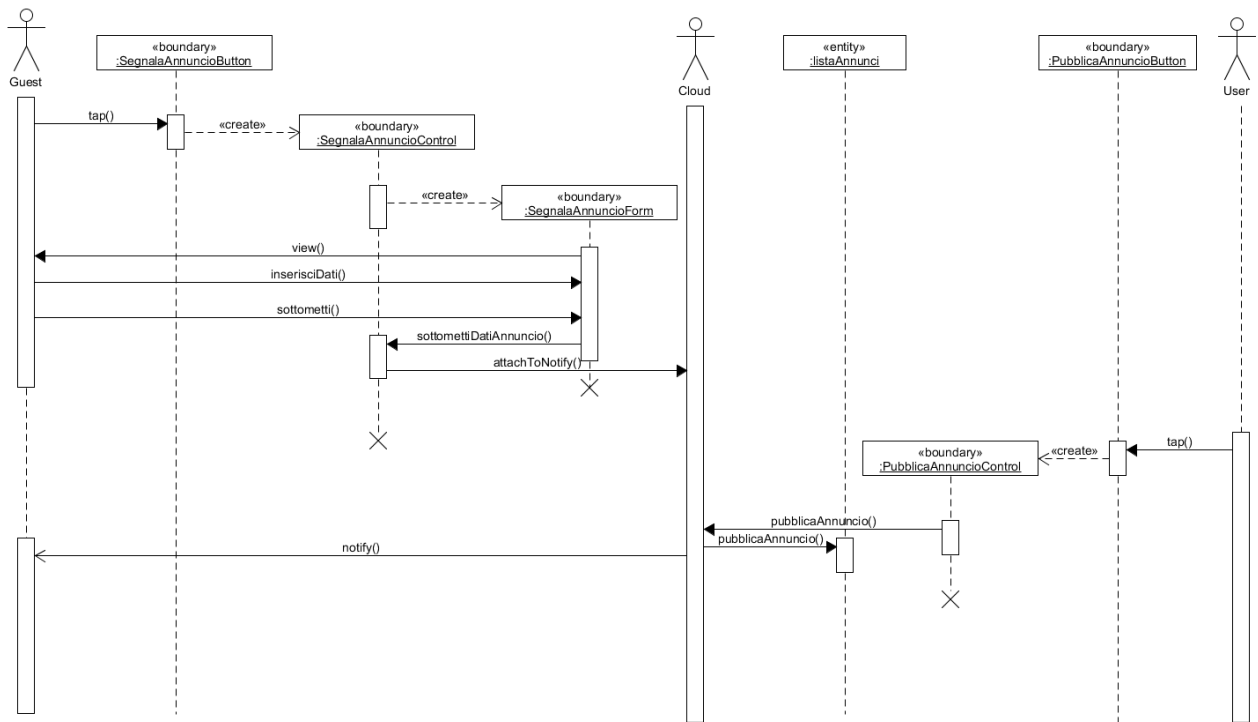 «boundary»
:SegnalaAnnuncioButton
«entity»
:listaAnnunci
«boundary»
:PubblicaAnnuncioButton
Guest
Cloud
User
tap()
«create»
«boundary»
:SegnalaAnnuncioControl
«create»
«boundary»
:SegnalaAnnuncioForm
view()
inserisciDati()
sottometti()
sottomettiDatiAnnuncio()
attachToNotify()
tap()
«create»
«boundary»
:PubblicaAnnuncioControl
pubblicaAnnuncio()
pubblicaAnnuncio()
notify()